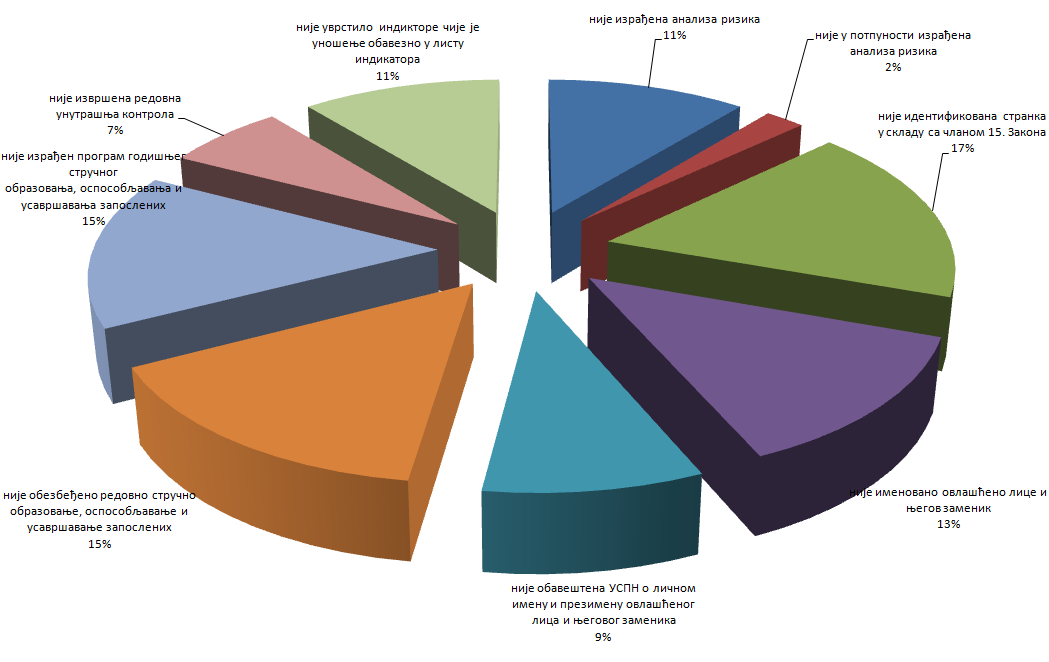 није израђена анализа ризика
11%
није у потпуности израђена
анализа ризика
2%
није идентификована странка
у складу са чланом 15. Закона
17%
није именовано овлашћено лице и
његов заменик
13%
није обавештена УСПН о личном
имену и презимену овлашћеног
лица и његовог заменика
9%
није обезбеђено редовно стручно
образовање, оспособљавање и
усавршавање запослених
15%
није израђен програм годишњег
стручног
образовања, оспособљавања и
усавршавања запослених
15%
није извршена редовна
унутрашња контрола
7%
није уврстило индикторе чије је
уношење обавезно у листу
индикатора
11%